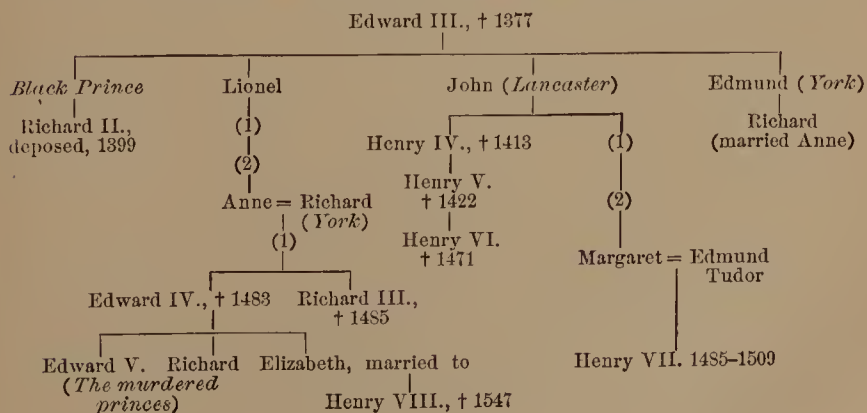 Edward III., † 1377
Black Prince Lionel John (Lancaster) Edmund (York)
Richard II., (1) Henry IV., † 1413 (1) Richard
deposed, 1399 (married Anne)
(2) Henry V.
† 1422
Anne = Richard (2)
(York) Henry VI.
(1) † 1471 Margaret = Edmund
Tudor
Edward IV., † 1483 Richard III.,
† 1485
Edward V. Richard Elizabeth, married to Henry VII. 1485–1509
(The murdered
princes) Henry VIII., † 1547